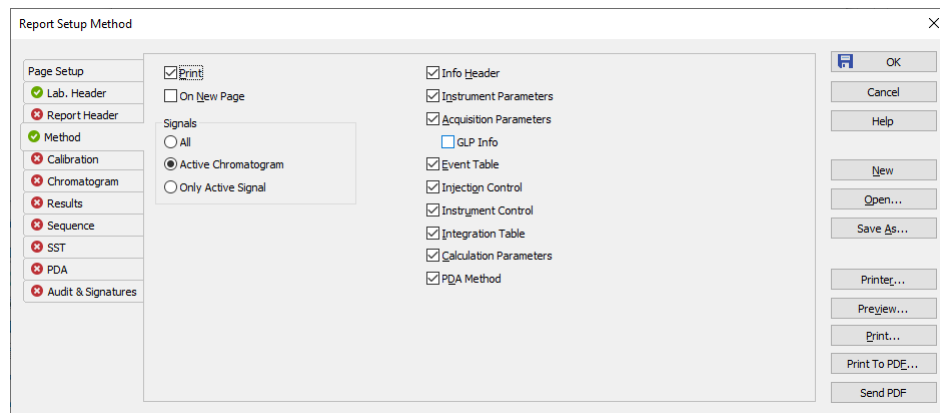 Report Setup Method
Page Setup
Lab. Header
Report Header
Method
Calibration
Chromatogram
Results
Sequence
SST
PDA
Audit & Signatures
Print
On New Page
Signals
All
Active Chromatogram
Only Active Signal
Info Header
Instrument Parameters
Acquisition Parameters
GLP Info
Event Table
Injection Control
Instrument Control
Integration Table
Calculation Parameters
PDA Method
OK
Cancel
Help
New
Open...
Save As...
Printer...
Preview...
Print...
Print To PDF...
Send PDF